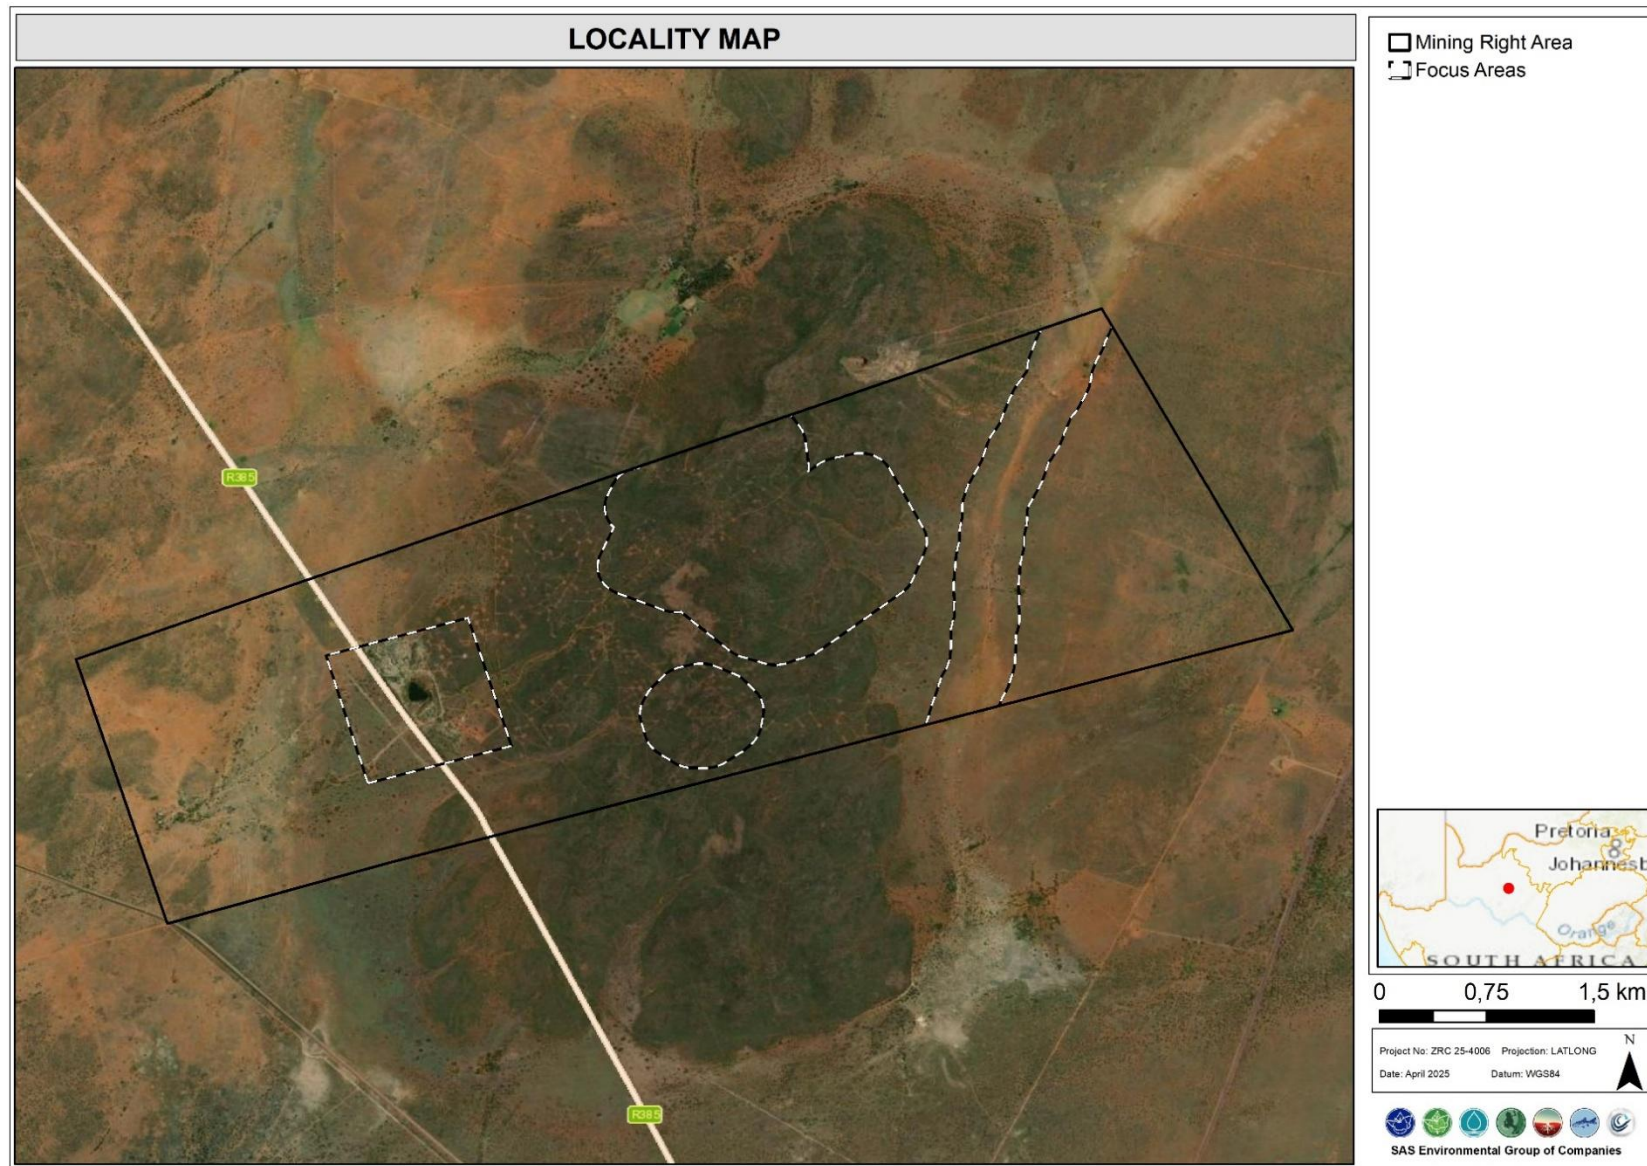 LOCALITY MAP
Mining Right Area
Focus Areas
R385
R385
Pretoria
Johannesb
Orange
SOUTH AFRICA
0 0,75 1,5 km
Project No: ZRC 25-4006 Projection: LATLONG
Date: April 2025 Datum: WGS84
N
SAS Environmental Group of Companies